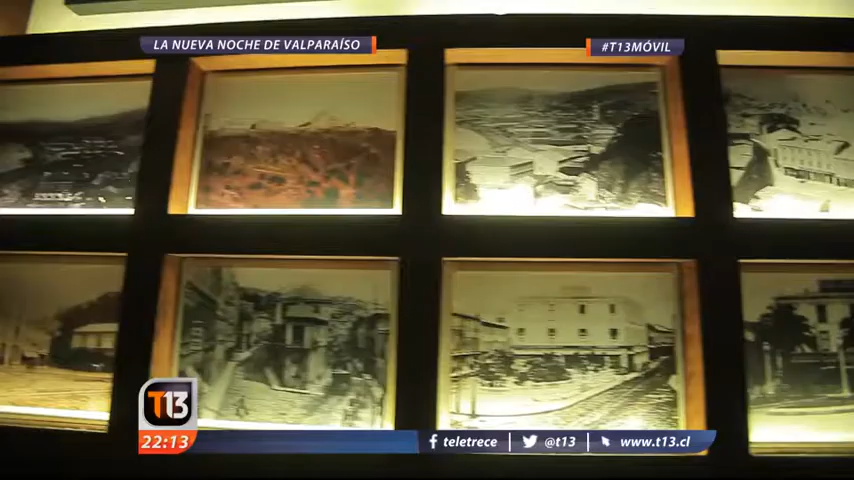 LA NUEVA NOCHE DE VALPARAÍSO
#T13MÓVIL
T13
22:13
teletrece
@t13
www.t13.cl